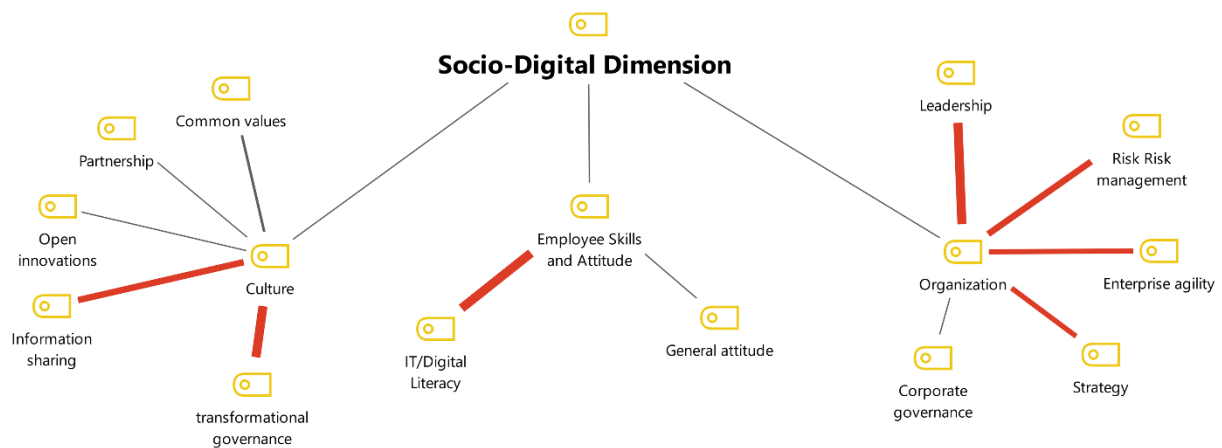 Socio-Digital Dimension
Common values
Partnership
Open
innovations
Culture
Information
sharing
transformational
governance
Employee Skills
and Attitude
IT/Digital
Literacy
General attitude
Leadership
Risk Risk
management
Organization
Enterprise agility
Corporate
governance
Strategy